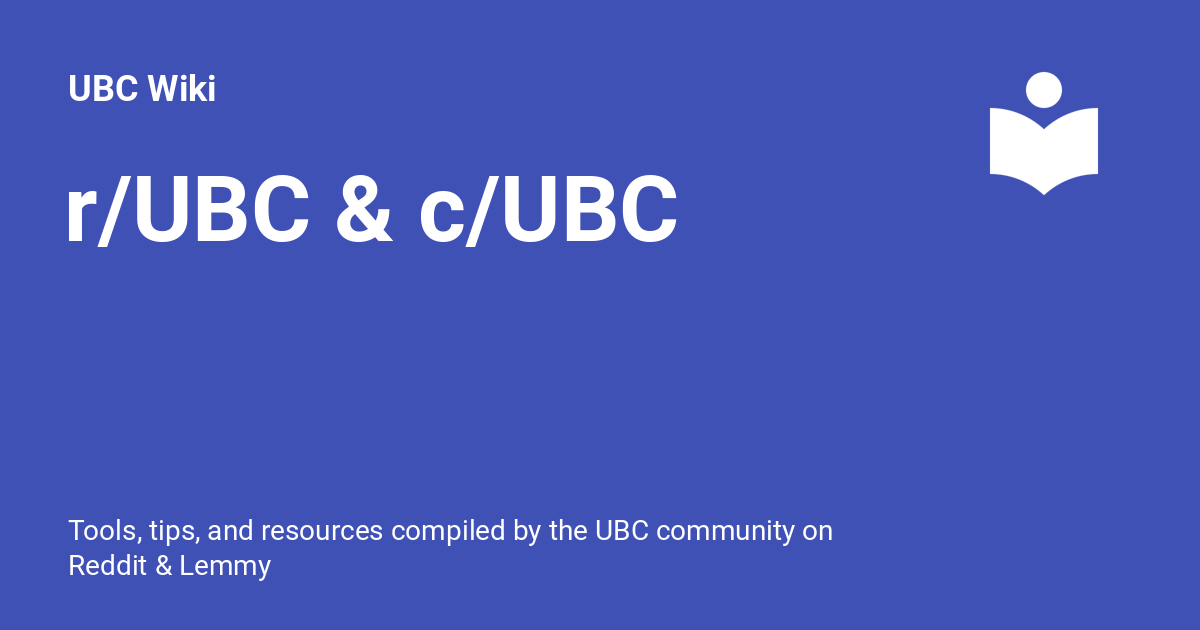 UBC Wiki
r/UBC & c/UBC
Tools, tips, and resources compiled by the UBC community on
Reddit & Lemmy